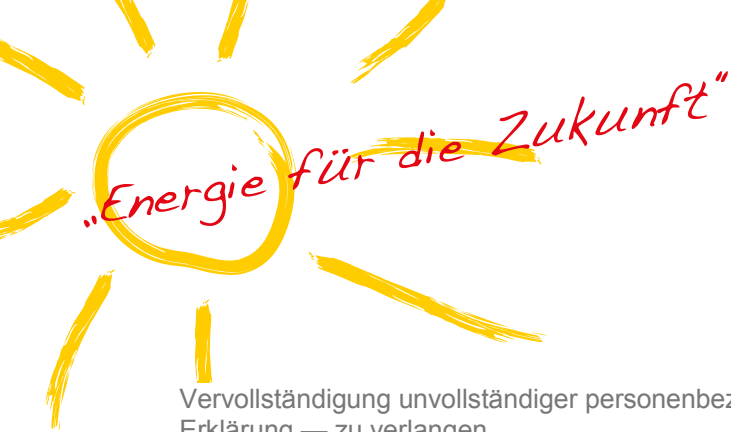 „Energie für die Zukunft“
Vervollständigung unvollständiger personenbez
Erklärung — zu verlangen